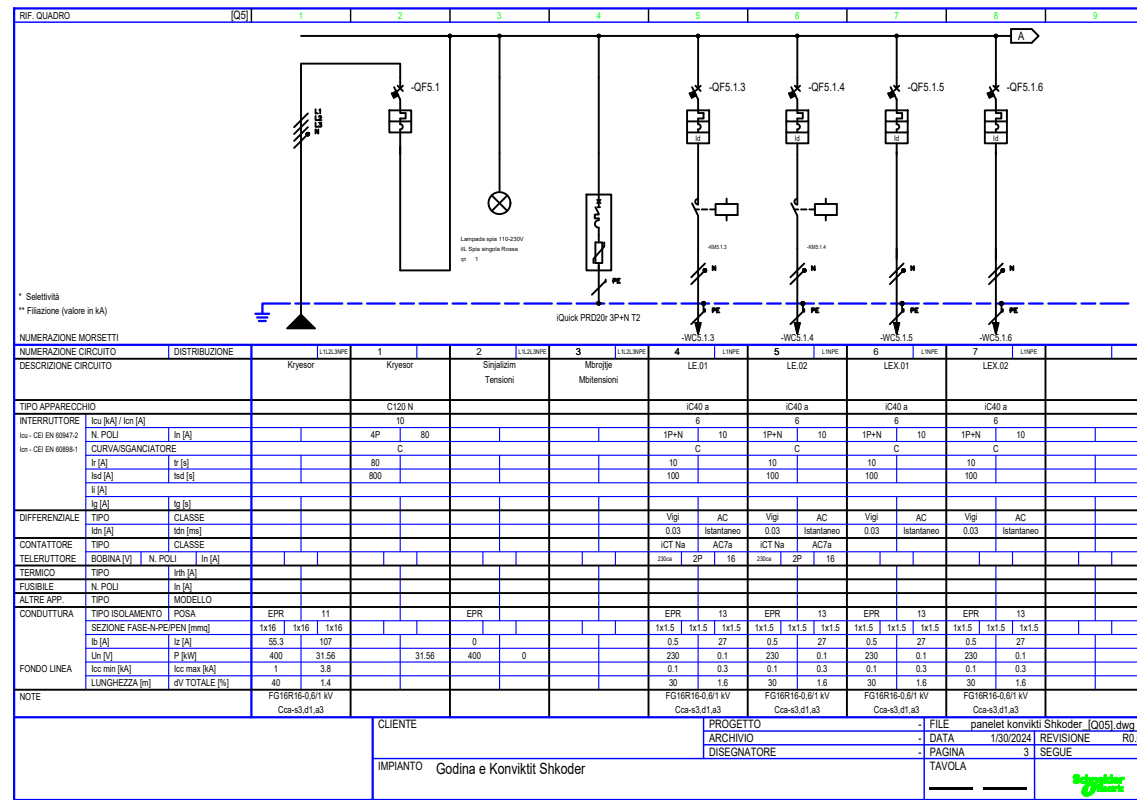 RIF. QUADRO [Q5] 1 2 3 4 5 6 7 8 9
A
-QF5.1 -QF5.1.3 -QF5.1.4 -QF5.1.5 -QF5.1.6
Id Id Id Id
Lampada spia 110-230V
iIL Spia singola Rossa
qn 1
-KM5.1.3 -KM5.1.4
N N N N
PE
* Selettività
** Filiazione (valore in kA)
iQuick PRD20r 3P+N T2
PE PE PE PE
-WC5.1.3 -WC5.1.4 -WC5.1.5 -WC5.1.6
NUMERAZIONE MORSETTI
NUMERAZIONE CIRCUITO DISTRIBUZIONE L1L2L3NPE 1 2 L1L2L3NPE 3 L1L2L3NPE 4 L1NPE 5 L1NPE 6 L1NPE 7 L1NPE
DESCRIZIONE CIRCUITO Kryesor Kryesor Sinjalizim Mbrojtje LE.01 LE.02 LEX.01 LEX.02
Tensioni Mbitensioni
TIPO APPARECCHIO C120 N iC40 a iC40 a iC40 a iC40 a
INTERRUTTORE Icu [kA] / Icn [A] 10 6 6 6 6
Icu - CEI EN 60947-2 N. POLI In [A] 4P 80 1P+N 10 1P+N 10 1P+N 10 1P+N 10
Icn - CEI EN 60898-1 CURVA/SGANCIATORE C C C C C
Ir [A] tr [s] 80 10 10 10 10
Isd [A] tsd [s] 800 100 100 100 100
Ii [A]
Ig [A] tg [s]
DIFFERENZIALE TIPO CLASSE Vigi AC Vigi AC Vigi AC Vigi AC
Idn [A] tdn [ms] 0.03 Istantaneo 0.03 Istantaneo 0.03 Istantaneo 0.03 Istantaneo
CONTATTORE TIPO CLASSE iCT Na AC7a iCT Na AC7a
TELERUTTORE BOBINA [V] N. POLI In [A] 230ca 2P 16 230ca 2P 16
TERMICO TIPO Irth [A]
FUSIBILE N. POLI In [A]
ALTRE APP. TIPO MODELLO
CONDUTTURA TIPO ISOLAMENTO POSA EPR 11 EPR EPR 13 EPR 13 EPR 13 EPR 13
SEZIONE FASE-N-PE/PEN [mmq] 1x16 1x16 1x16 1x1.5 1x1.5 1x1.5 1x1.5 1x1.5 1x1.5 1x1.5 1x1.5 1x1.5 1x1.5 1x1.5 1x1.5
Ib [A] Iz [A] 55.3 107 0 0.5 27 0.5 27 0.5 27 0.5 27
Un [V] P [kW] 400 31.56 31.56 400 0 230 0.1 230 0.1 230 0.1 230 0.1
FONDO LINEA Icc min [kA] Icc max [kA] 1 3.8 0.1 0.3 0.1 0.3 0.1 0.3 0.1 0.3
LUNGHEZZA [m] dV TOTALE [%] 40 1.4 30 1.6 30 1.6 30 1.6 30 1.6
NOTE FG16R16-0,6/1 kV FG16R16-0,6/1 kV FG16R16-0,6/1 kV FG16R16-0,6/1 kV FG16R16-0,6/1 kV
Cca-s3,d1,a3 Cca-s3,d1,a3 Cca-s3,d1,a3 Cca-s3,d1,a3 Cca-s3,d1,a3
CLIENTE PROGETTO - FILE panelet konvikti Shkoder_[Q05].dwg
ARCHIVIO - DATA 1/30/2024 REVISIONE R0.
DISEGNATORE - PAGINA 3 SEGUE
IMPIANTO Godina e Konviktit Shkoder TAVOLA
Schneider Electric